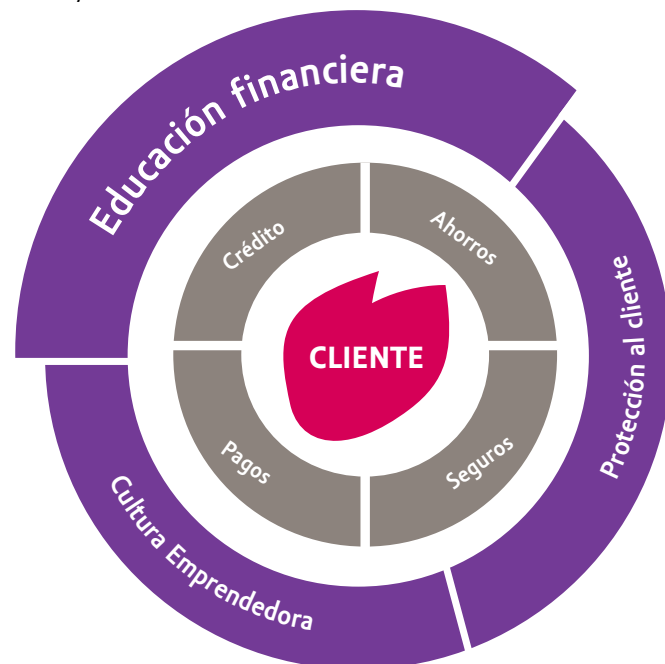 Educación financiera
Crédito
Ahorros
Protección al cliente
CLIENTE
Pagos
Seguros
Cultura Emprendedora